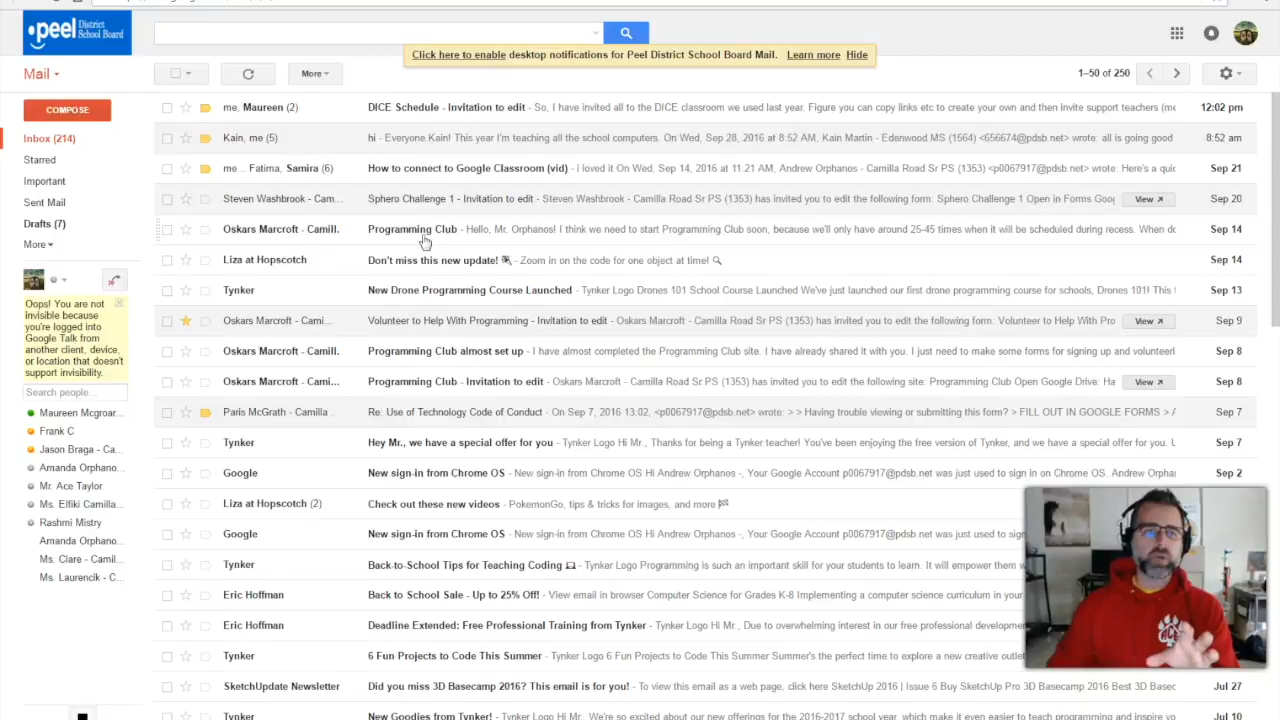 peel District School Board
Click here to enable desktop notifications for Peel District School Board Mail. Learn more Hide
Mail
More
1–50 of 250
COMPOSE
Inbox (214)
Starred
Important
Sent Mail
Drafts (7)
More
Oops! You are not
invisible because
you're logged into
Google Talk from
another client, device,
or location that doesn't
support invisibility.
Search people...
Maureen Mcgroar...
Frank C
Jason Braga - Ca...
Amanda Orphano...
Mr. Ace Taylor
Ms. Elfiki Camilla...
Rashmi Mistry
Amanda Orphano...
Ms. Clare - Camil...
Ms. Laurencik - C...
me, Maureen (2) DICE Schedule - Invitation to edit - So, I have invited all to the DICE classroom we used last year. Figure you can copy links etc to create your own and then invite support teachers (me 12:02 pm
Kain, me (5) hi - Everyone Kain! This year I'm teaching all the school computers. On Wed, Sep 28, 2016 at 8:52 AM, Kain Martin - Edenwood MS (1564) <656674@pdsb.net> wrote: all is going good 8:52 am
me .. Fatima, Samira (6) How to connect to Google Classroom (vid) - i loved it On Wed, Sep 14, 2016 at 11:21 AM, Andrew Orphanos - Camilla Road Sr PS (1353) <p0067917@pdsb.net> wrote: Here's a quic Sep 21
Steven Washbrook - Cam... Sphero Challenge 1 - Invitation to edit - Steven Washbrook - Camilla Road Sr PS (1353) has invited you to edit the following form: Sphero Challenge 1 Open in Forms Goog View Sep 20
Oskars Marcroft - Camill. Programming Club - Hello, Mr. Orphanos! I think we need to start Programming Club soon, because we'll only have around 25-45 times when it will be scheduled during recess. When do Sep 14
Liza at Hopscotch Don't miss this new update! - Zoom in on the code for one object at time! Sep 14
Tynker New Drone Programming Course Launched - Tynker Logo Drones 101 School Course Launched We've just launched our first drone programming course for schools, Drones 101! This 1 Sep 13
Oskars Marcroft - Cami... Volunteer to Help With Programming - Invitation to edit - Oskars Marcroft - Camilla Road Sr PS (1353) has invited you to edit the following form: Volunteer to Help With Pro View Sep 9
Oskars Marcroft - Camill. Programming Club almost set up - I have almost completed the Programming Club site. I have already shared it with you. I just need to make some forms for signing up and volunteeri Sep 8
Oskars Marcroft - Cami... Programming Club - Invitation to edit - Oskars Marcroft - Camilla Road Sr PS (1353) has invited you to edit the following site: Programming Club Open Google Drive: Ha View Sep 8
Paris McGrath - Camilla . Re: Use of Technology Code of Conduct - On Sep 7, 2016 13:02, <p0067917@pdsb.net> wrote: > > Having trouble viewing or submitting this form? > FILL OUT IN GOOGLE FORMS > A Sep 7
Tynker Hey Mr., we have a special offer for you - Tynker Logo Hi Mr., Thanks for being a Tynker teacher! You've been enjoying the free version of Tynker, and we have a special offer for you. U Sep 7
Google New sign-in from Chrome OS - New sign-in from Chrome OS Hi Andrew Orphanos -, Your Google Account p0067917@pdsb.net was just used to sign in on Chrome OS. Andrew Orpha Sep 2
Liza at Hopscotch (2) Check out these new videos - PokemonGo, tips & tricks for images, and more
Google New sign-in from Chrome OS - New sign-in from Chrome OS Hi Andrew Orphanos -, Your Google Account p0067917@pdsb.net was just used to sign
Tynker Back-to-School Tips for Teaching Coding - Tynker Logo Programming is such an important skill for your students to learn. It will empower them
Eric Hoffman Back to School Sale - Up to 25% Off! - View email in browser Computer Science for Grades K-8 Implementing a computer science curriculum in your
Eric Hoffman Deadline Extended: Free Professional Training from Tynker - Logo Hi Mr., Due to overwhelming interest in our free professional developme
Tynker 6 Fun Projects to Code This Summer - Tynker Logo 6 Fun Projects to Code This Summer Summer's the perfect time to explore a new creative outlet
SketchUpdate Newsletter Did you miss 3D Basecamp 2016? This email is for you! - To view this email as a web page, click here SketchUp 2016 | Issue 6 Buy SketchUp Pro 3D Basecamp 2016 Best 3D Basec Jul 27
Tynker New Goodies from Tynker! - We're so excited about our new offerings for the 2016-2017 school year, which make it even easier to teach programming and inspire you Jul 10